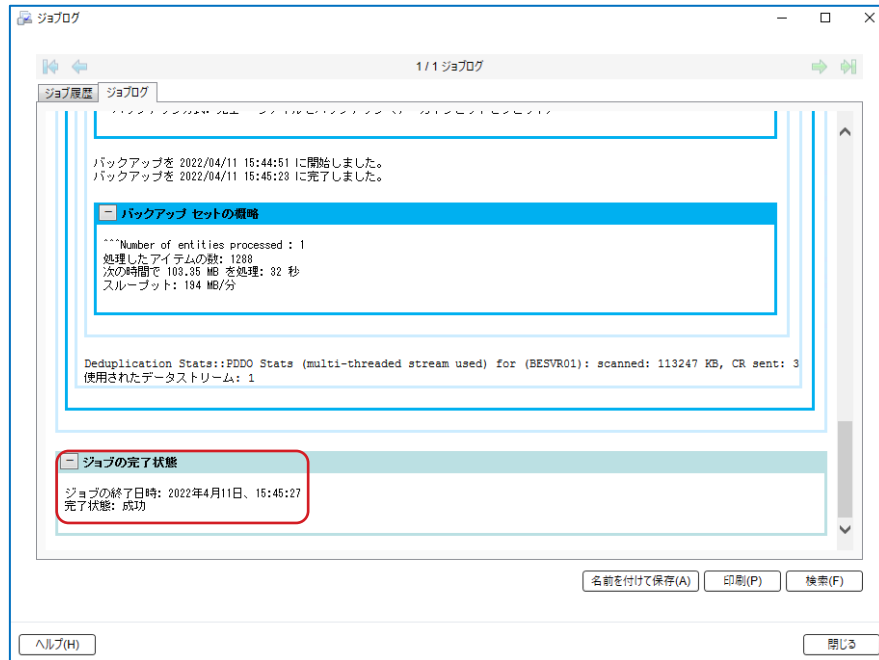 ジョブログ
1 / 1 ジョブログ
ジョブ履歴 ジョブログ
バックアップを 2022/04/11 15:44:51 に開始しました。
バックアップを 2022/04/11 15:45:23 に完了しました。
バックアップ セットの概略
^^^Number of entities processed : 1
処理したアイテムの数: 1288
次の時間で 103.35 MB を処理: 32 秒
スループット: 194 MB/分
Deduplication Stats::PDDO Stats (multi-threaded stream used) for (BESVR01): scanned: 113247 KB, CR sent: 3
使用されたデータストリーム: 1
ジョブの完了状態
ジョブの終了日時: 2022年4月11日、15:45:27
完了状態: 成功
名前を付けて保存(A) 印刷(P) 検索(F)
ヘルプ(H) 閉じる